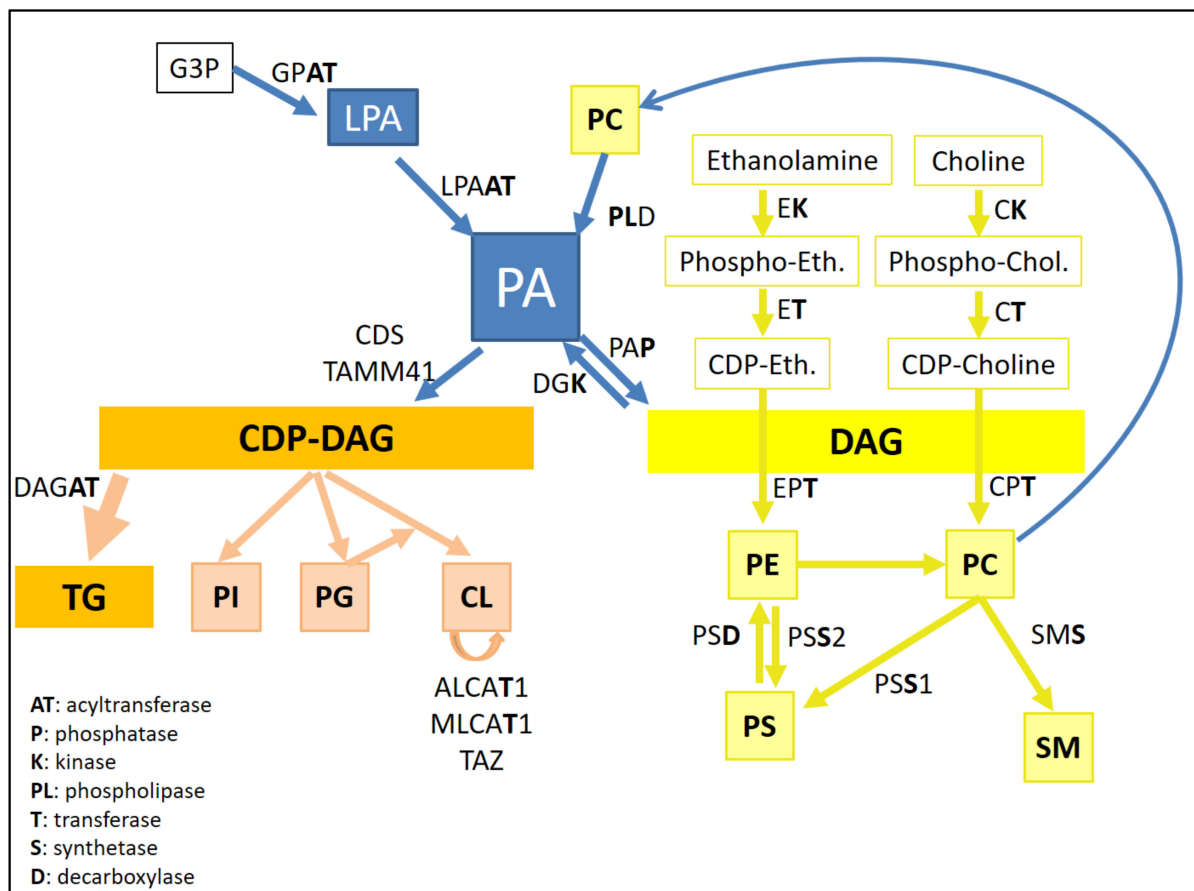 G3P
GPAT
LPA
PC
Ethanolamine
Choline
LPAAT
PLD
EK
CK
PA
Phospho-Eth.
Phospho-Chol.
ET
CT
CDS
TAMM41
PAP
DGK
CDP-Eth.
CDP-Choline
CDP-DAG
DAG
DAGAT
EPT
CPT
TG
PI
PG
CL
PE
PC
PSD
PSS2
PSS1
SMS
ALCAT1
MLCAT1
TAZ
PS
SM
AT: acyltransferase
P: phosphatase
K: kinase
PL: phospholipase
T: transferase
S: synthetase
D: decarboxylase